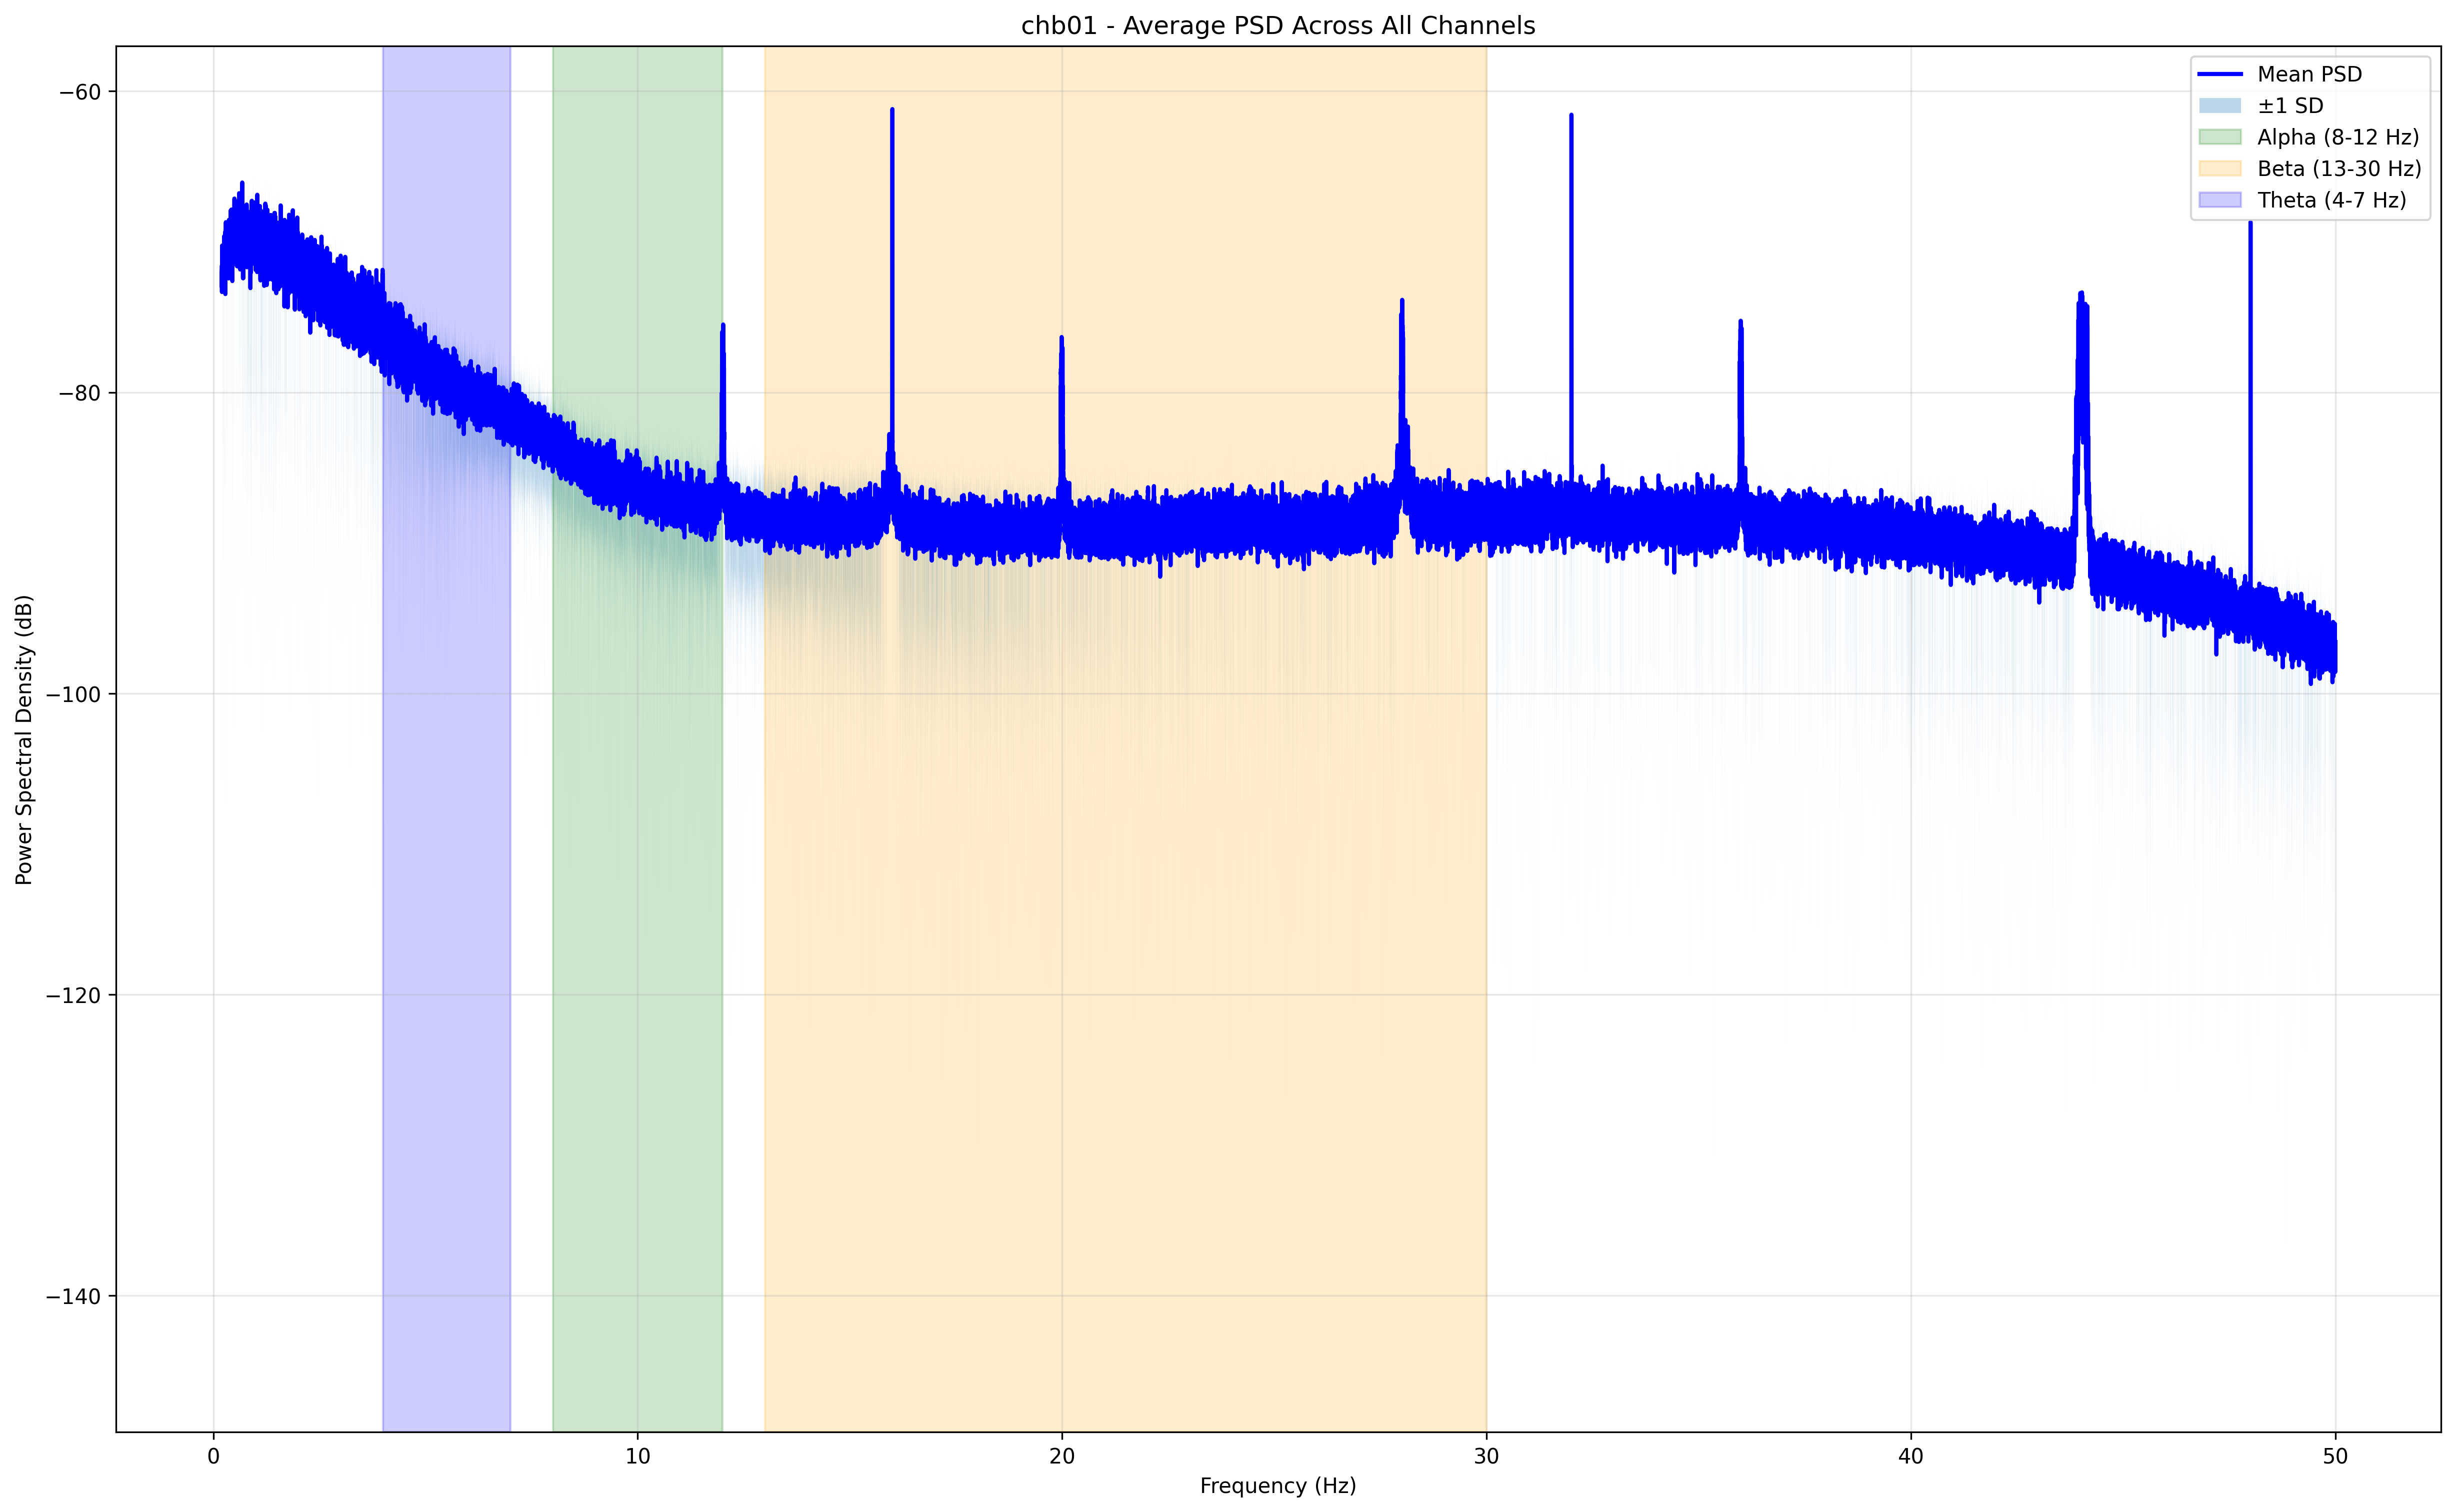 chb01 - Average PSD Across All Channels
Mean PSD
±1 SD
Alpha (8-12 Hz)
Beta (13-30 Hz)
Theta (4-7 Hz)
Power Spectral Density (dB)
−60
−80
−100
−120
−140
0
10
20
30
40
50
Frequency (Hz)